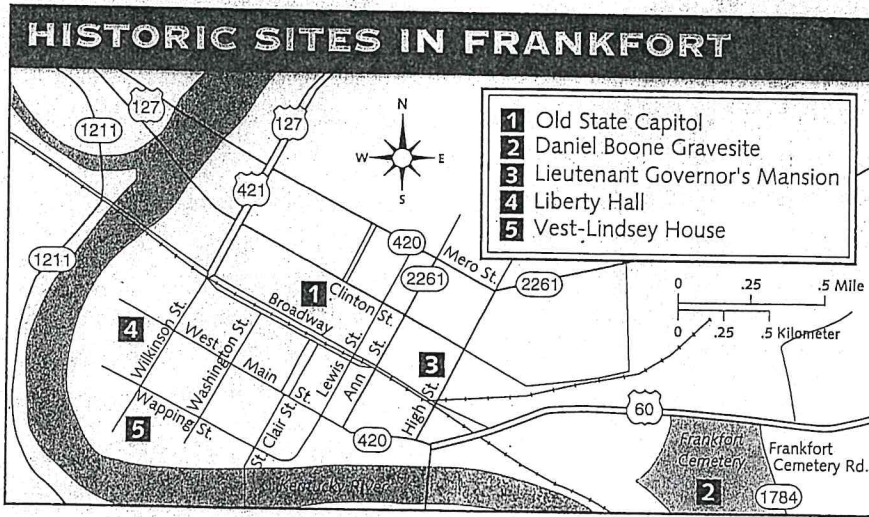 HISTORIC SITES IN FRANKFORT
1 Old State Capitol
2 Daniel Boone Gravesite
3 Lieutenant Governor's Mansion
4 Liberty Hall
5 Vest-Lindsey House
N
W E
S
1211
127
127
421
1211
420
2261
Mero St.
2261
0 .25 .5 Mile
0 .25 .5 Kilometer
1
Clinton St.
Broadway
3
4
Wilkinson St.
West Main St.
Washington St.
Lewis St.
Ann St.
High St.
5
Wapping St.
St. Clair St.
420
60
Kentucky River
Frankfort
Cemetery
2
Frankfort
Cemetery Rd.
1784